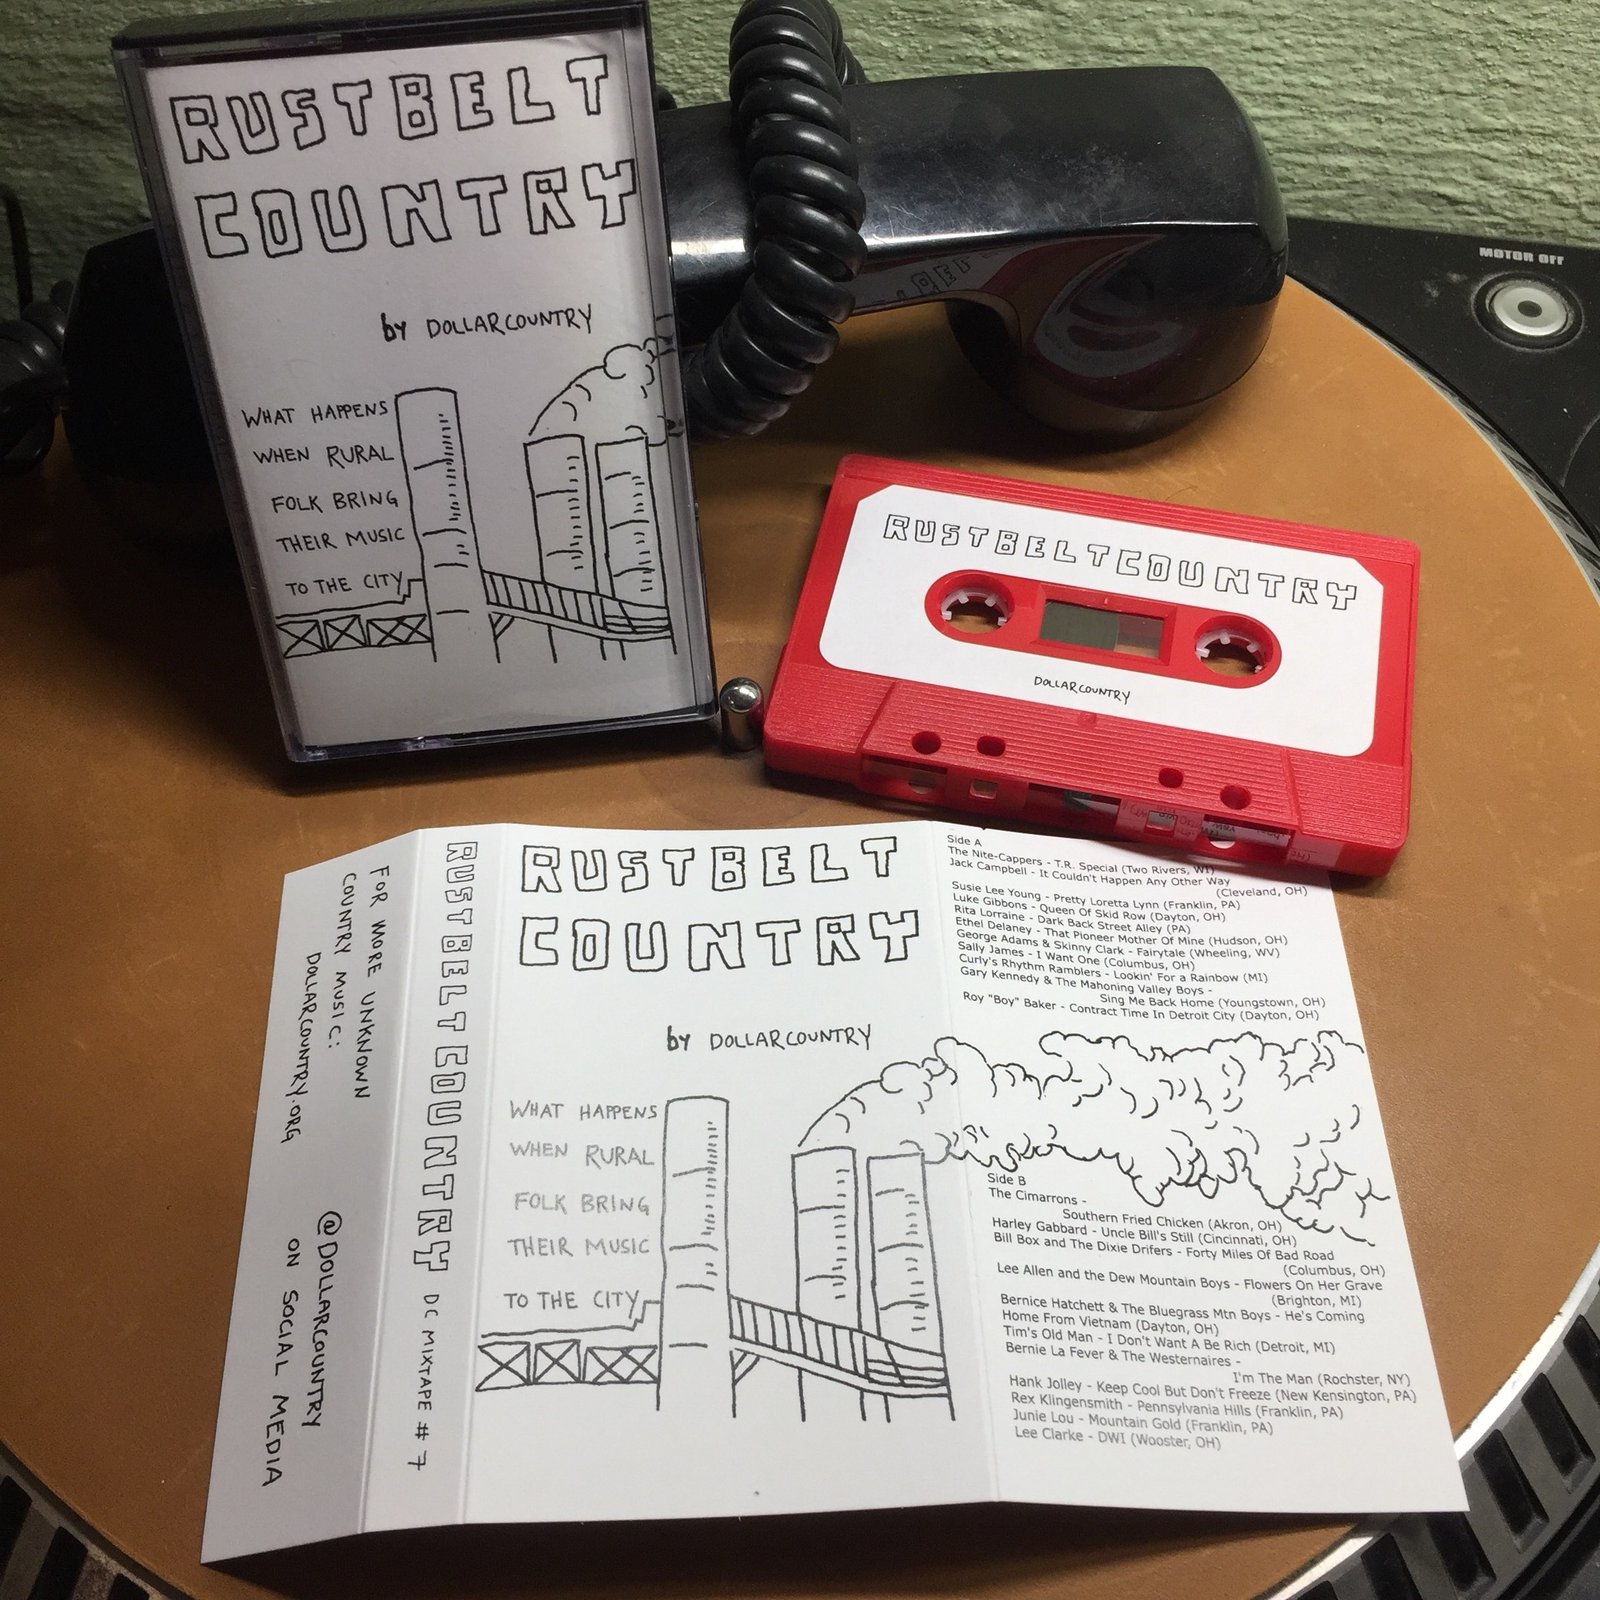 RUSTBELT
COUNTRY
by DOLLARCOUNTRY
WHAT HAPPENS
WHEN RURAL
FOLK BRING
THEIR MUSIC
TO THE CITY
MOTOR OFF
RUSTBELTCOUNTRY
DOLLARCOUNTRY
FOR MORE UNKNOWN
COUNTRY MUSIC:
DOLLARCOUNTRY.ORG
@DOLLARCOUNTRY
ON SOCIAL MEDIA
RUSTBELT COUNTRY DC MIXTAPE # 7
RUSTBELT
COUNTRY
by DOLLARCOUNTRY
WHAT HAPPENS
WHEN RURAL
FOLK BRING
THEIR MUSIC
TO THE CITY
Side A
The Nite-Cappers - T.R. Special (Two Rivers, WI)
Jack Campbell - It Couldn't Happen Any Other Way
(Cleveland, OH)
Susie Lee Young - Pretty Loretta Lynn (Franklin, PA)
Luke Gibbons - Queen Of Skid Row (Dayton, OH)
Rita Lorraine - Dark Back Street Alley (PA)
Ethel Delaney - That Pioneer Mother Of Mine (Hudson, OH)
George Adams & Skinny Clark - Fairytale (Wheeling, WV)
Sally James - I Want One (Columbus, OH)
Curly's Rhythm Ramblers - Lookin' For a Rainbow (MI)
Gary Kennedy & The Mahoning Valley Boys -
Sing Me Back Home (Youngstown, OH)
Roy "Boy" Baker - Contract Time In Detroit City (Dayton, OH)
Side B
The Cimarrons -
Southern Fried Chicken (Akron, OH)
Harley Gabbard - Uncle Bill's Still (Cincinnati, OH)
Bill Box and The Dixie Drifers - Forty Miles Of Bad Road
(Columbus, OH)
Lee Allen and the Dew Mountain Boys - Flowers On Her Grave
(Brighton, MI)
Bernice Hatchett & The Bluegrass Mtn Boys - He's Coming
Home From Vietnam (Dayton, OH)
Tim's Old Man - I Don't Want A Be Rich (Detroit, MI)
Bernie La Fever & The Westernaires -
I'm The Man (Rochster, NY)
Hank Jolley - Keep Cool But Don't Freeze (New Kensington, PA)
Rex Klingensmith - Pennsylvania Hills (Franklin, PA)
Junie Lou - Mountain Gold (Franklin, PA)
Lee Clarke - DWI (Wooster, OH)